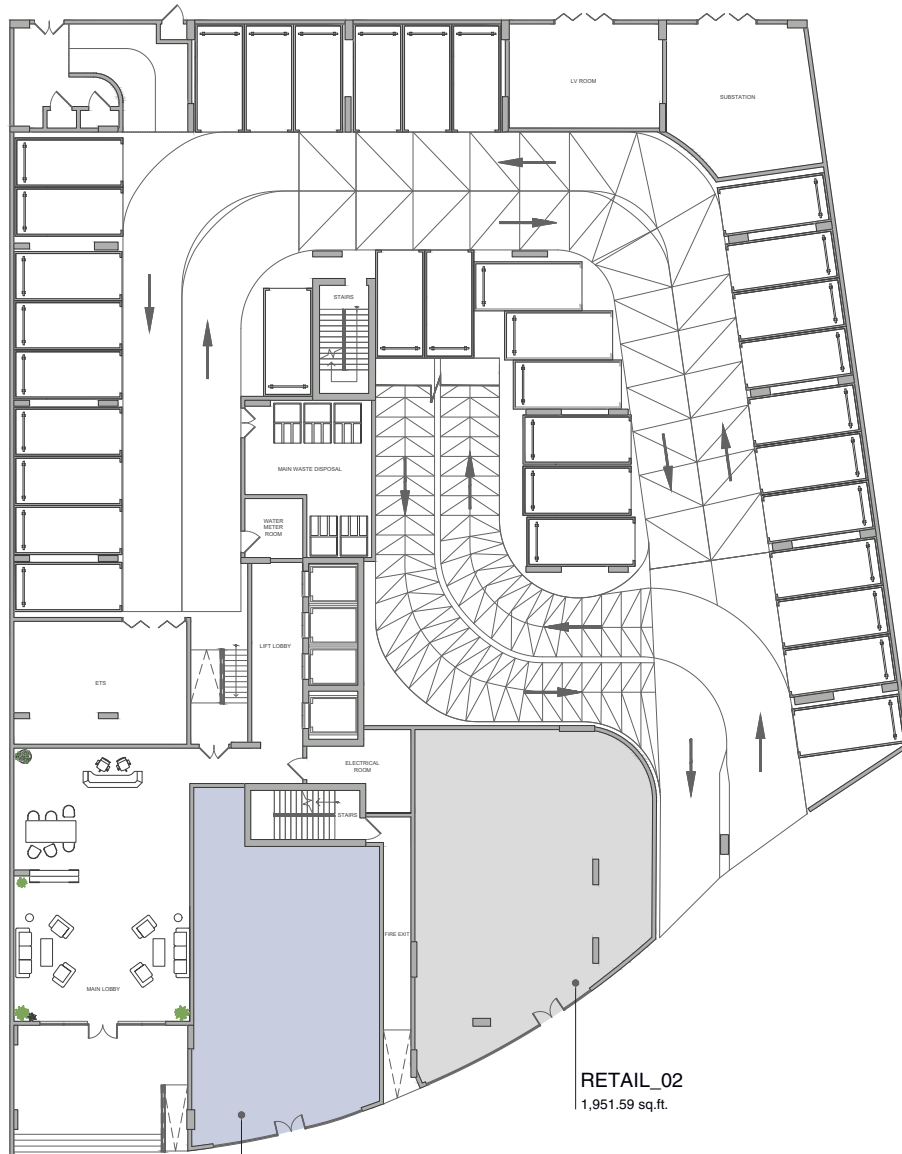 LV ROOM
SUBSTATION
STAIRS
MAIN WASTE DISPOSAL
WATER
METER
ROOM
LIFT LOBBY
ETS
ELECTRICAL
ROOM
STAIRS
FIRE EXIT
MAIN LOBBY
RETAIL_02
1,951.59 sq.ft.